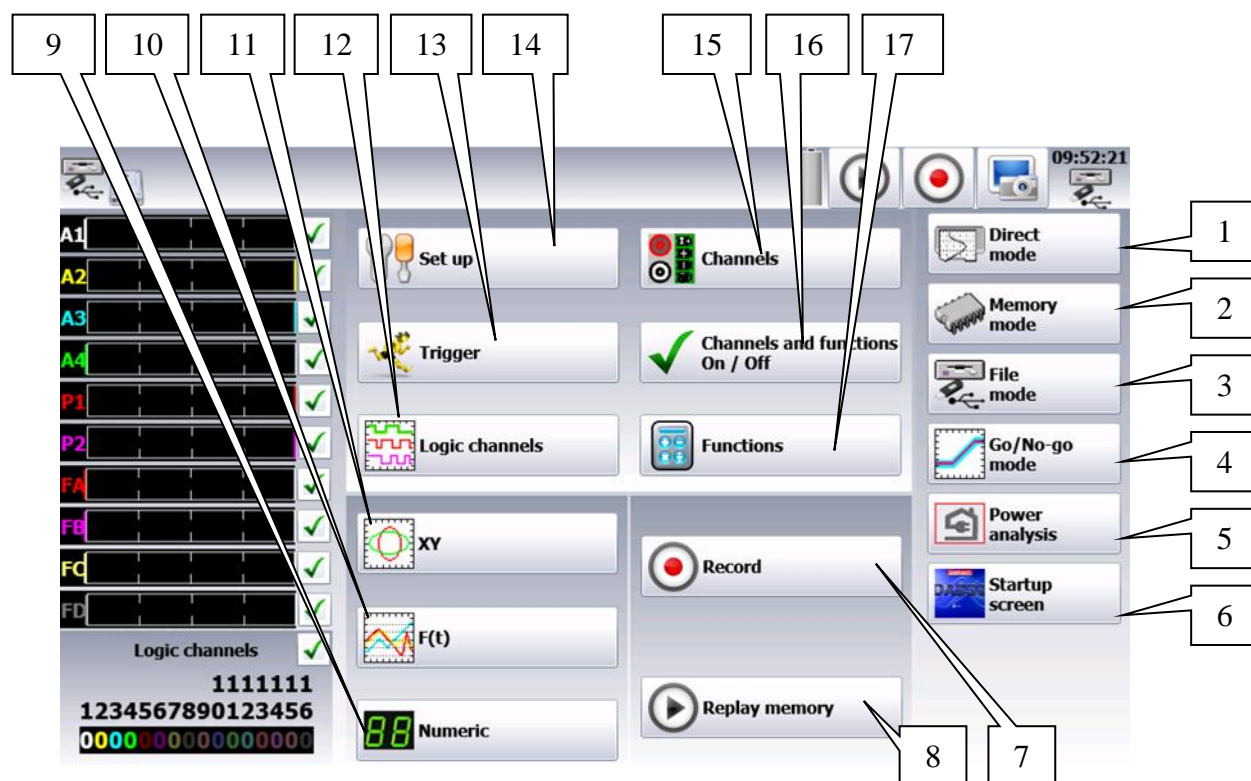 9 10 11 12 13 14 15 16 17
09:52:21
A1
A2
A3
A4
P1
P2
FA
FB
FC
FD
Logic channels
1111111
1234567890123456
0000000000000000
Set up
Trigger
Logic channels
Channels
Channels and functions
On / Off
Functions
XY
F(t)
88 Numeric
Record
Replay memory
Direct
mode
Memory
mode
File
mode
Go/No-go
mode
Power
analysis
Startup
screen
1
2
3
4
5
6
8 7